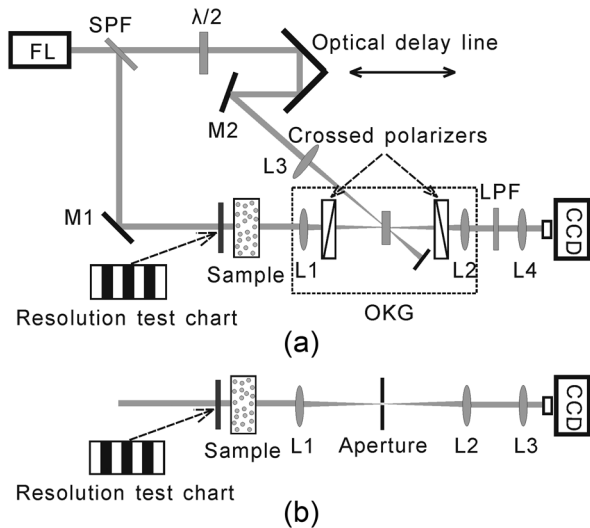 SPF
λ/2
FL
Optical delay line
M2
Crossed polarizers
L3
LPF
M1
CCD
Sample
L1
L2
L4
Resolution test chart
OKG
(a)
CCD
Sample
L1
Aperture
L2
L3
Resolution test chart
(b)